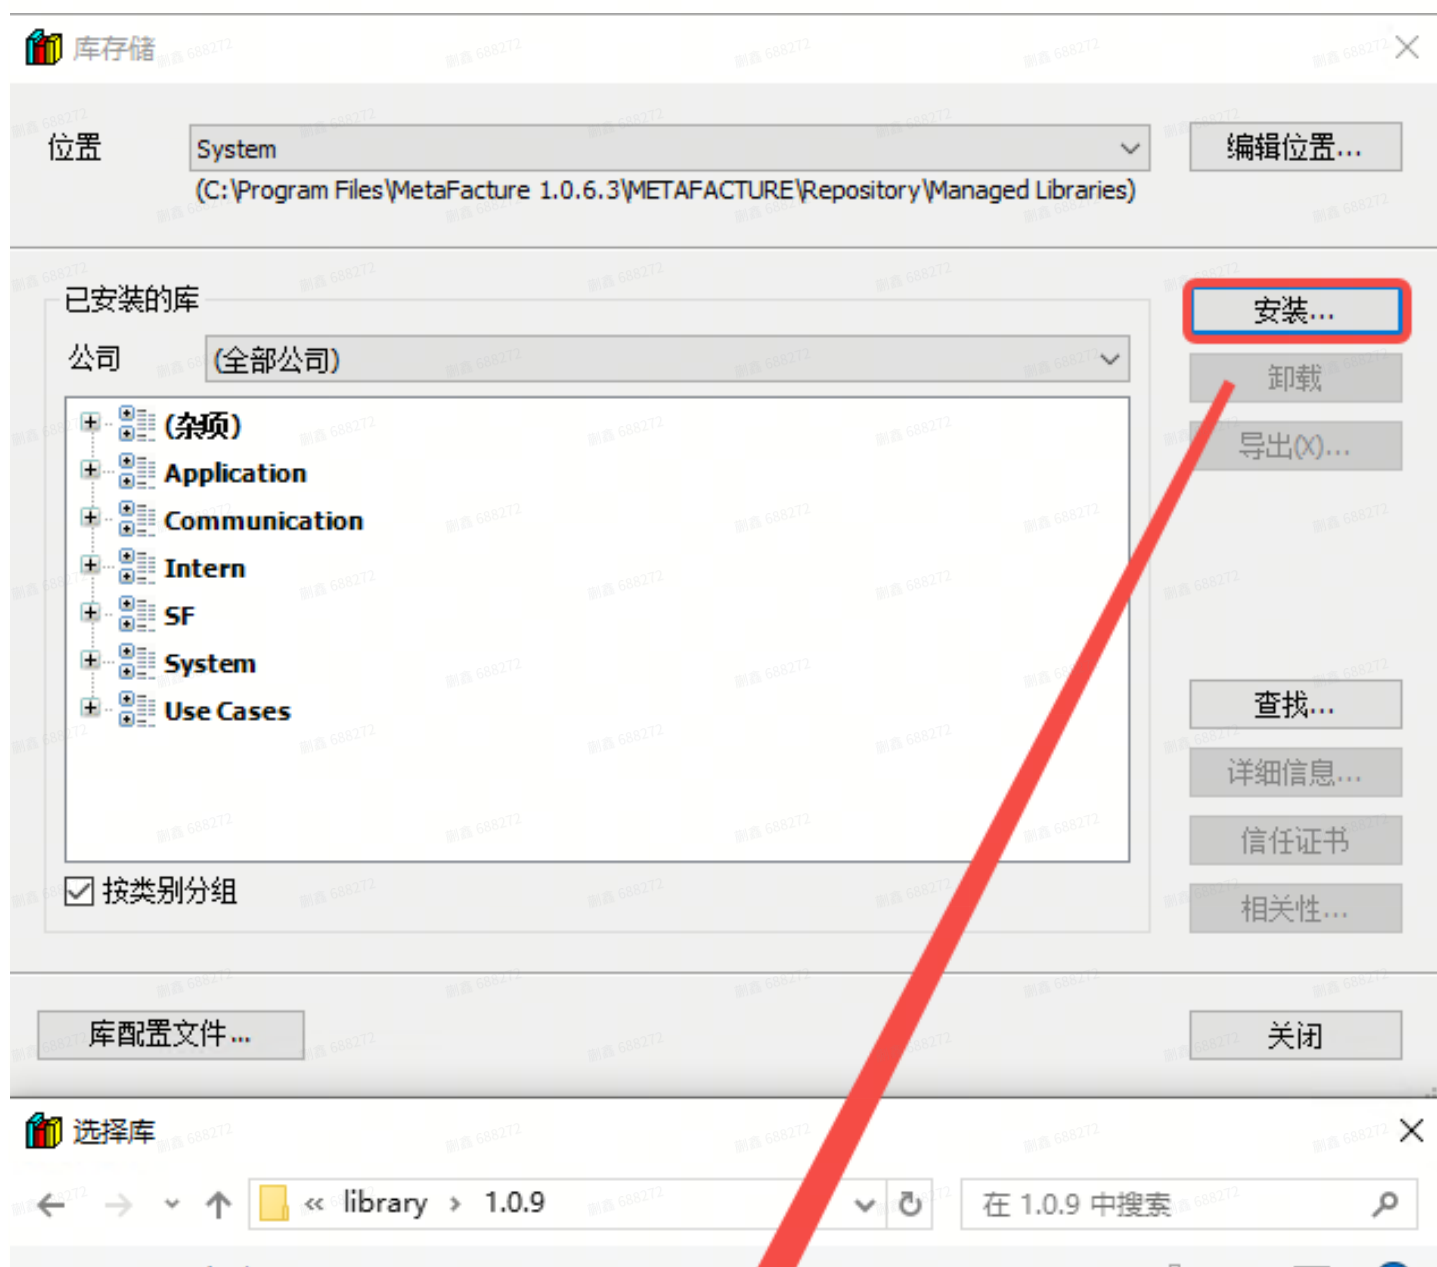 库存储
位置
System
编辑位置...
(C:\Program Files\MetaFacture 1.0.6.3\METAFACTURE\Repository\Managed Libraries)
已安装的库
安装...
公司
(全部公司)
卸载
(杂项)
导出(X)...
Application
Communication
Intern
SF
System
查找...
Use Cases
详细信息...
信任证书
按类别分组
相关性...
库配置文件...
关闭
选择库
« library › 1.0.9
在 1.0.9 中搜索